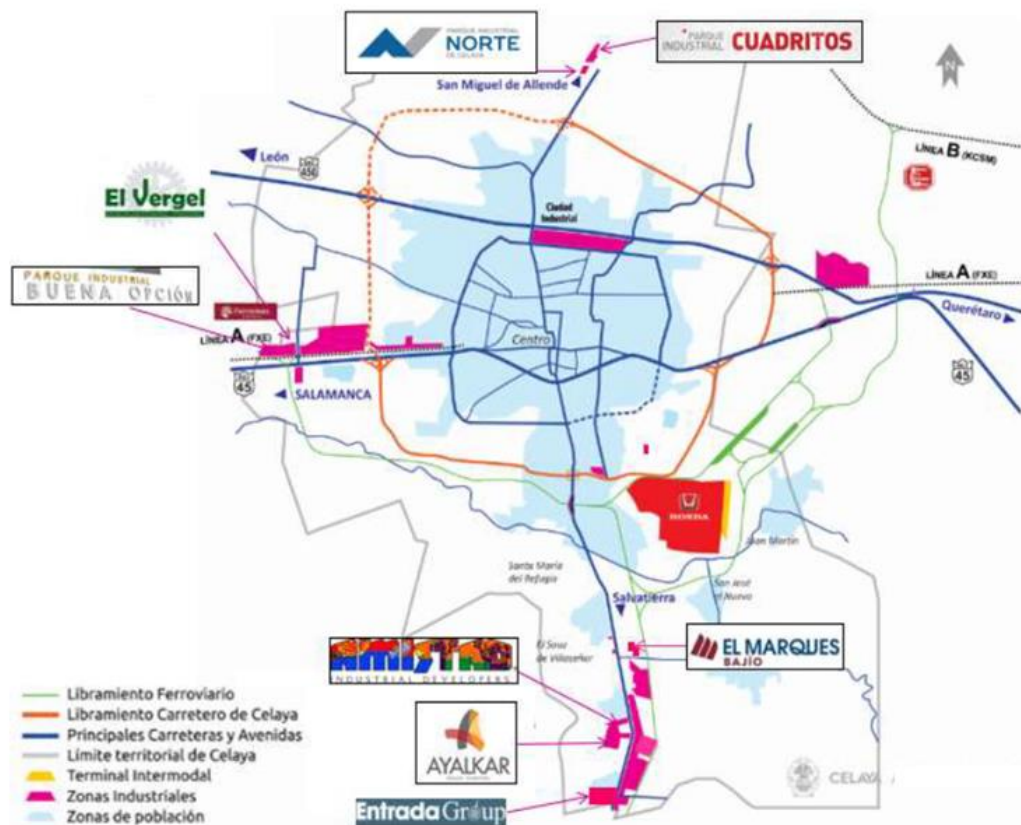 PARQUE INDUSTRIAL
NORTE
DE CELAYA
PARQUE
INDUSTRIAL CUADRITOS
San Miguel de Allende
N
LÍNEA B (KCSM)
León
45D
El Vergel
Ciudad
Industrial
PARQUE INDUSTRIAL
BUENA OPCIÓN
Ferromex
LÍNEA A (FXE)
LÍNEA A (FXE)
Querétaro
Centro
45
45
SALAMANCA
HONDA
Juan Martín
Santa María
del Refugio
San José
el Nuevo
Salvatierra
El Sauz
de Villaseñor
EL MARQUES
BAJÍO
AMISTAD
INDUSTRIAL DEVELOPERS
AYALKAR
Entrada Group
Libramiento Ferroviario
Libramiento Carretero de Celaya
Principales Carreteras y Avenidas
Límite territorial de Celaya
Terminal Intermodal
Zonas Industriales
Zonas de población
CELAYA